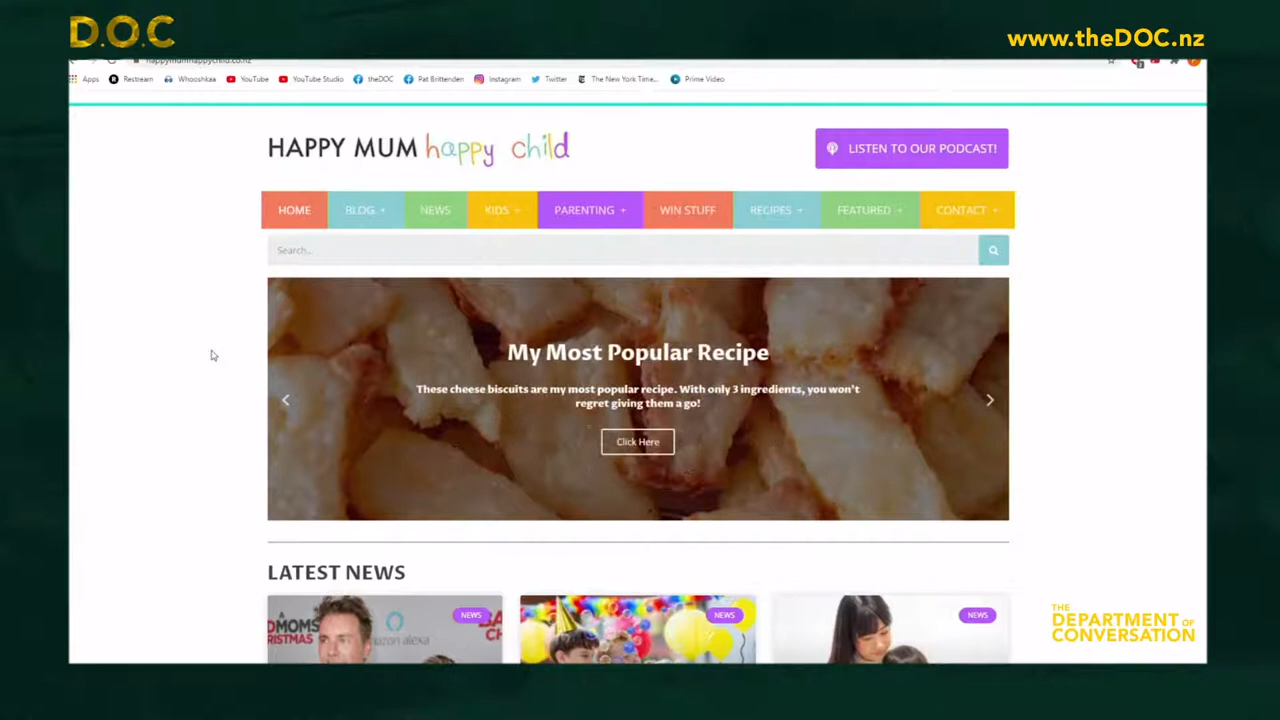 D.O.C
www.theDOC.nz
happymumhappychild.co.nz
Apps Restream Whooshkaa YouTube YouTube Studio theDOC Pat Brittenden Instagram Twitter The New York Time... Prime Video
HAPPY MUM happy child
LISTEN TO OUR PODCAST!
HOME BLOG + NEWS KIDS + PARENTING + WIN STUFF RECIPES + FEATURED + CONTACT +
Search...
My Most Popular Recipe
These cheese biscuits are my most popular recipe. With only 3 ingredients, you won't
regret giving them a go!
Click Here
LATEST NEWS
NEWS
NEWS
NEWS
THE
DEPARTMENT OF
CONVERSATION